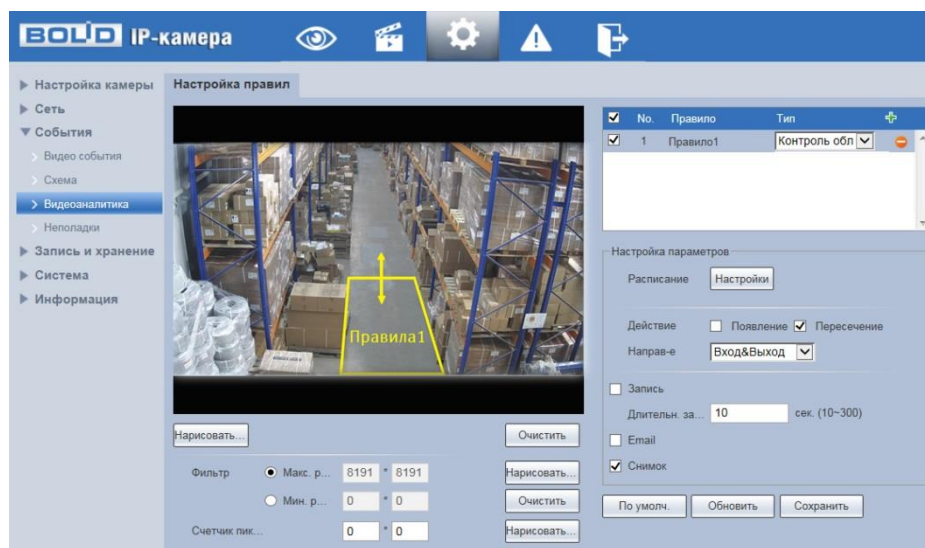 BOLID IP-камера
Настройка камеры
Сеть
События
Видео события
Схема
Видеоаналитика
Неполадки
Запись и хранение
Система
Информация
Настройка правил
Правила1
Нарисовать...
Очистить
Фильтр Макс. р... 8191 * 8191 Нарисовать...
Мин. р... 0 * 0 Очистить
Счетчик пик... 0 * 0 Нарисовать...
No. Правило Тип
1 Правило1 Контроль обл
Настройка параметров
Расписание Настройки
Действие Появление Пересечение
Направ-е Вход&Выход
Запись
Длительн. за... 10 сек. (10~300)
Email
Снимок
По умолч. Обновить Сохранить